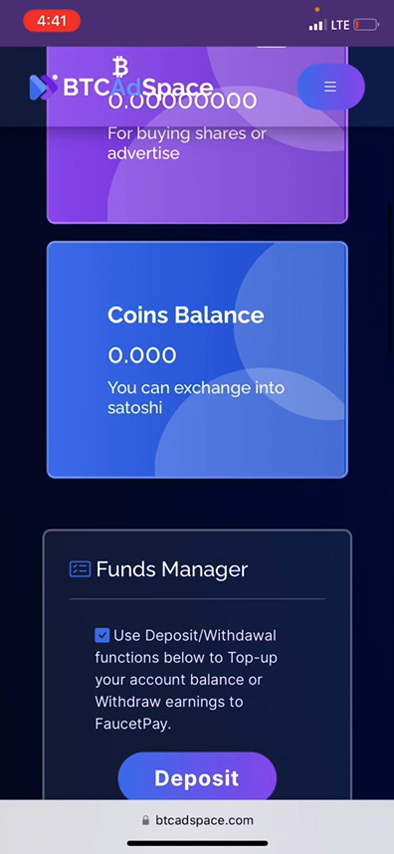 4:41
LTE
BTCAdSpace
0.00000000
For buying shares or
advertise
Coins Balance
0.000
You can exchange into
satoshi
Funds Manager
Use Deposit/Withdawal
functions below to Top-up
your account balance or
Withdraw earnings to
FaucetPay.
Deposit
btcadspace.com